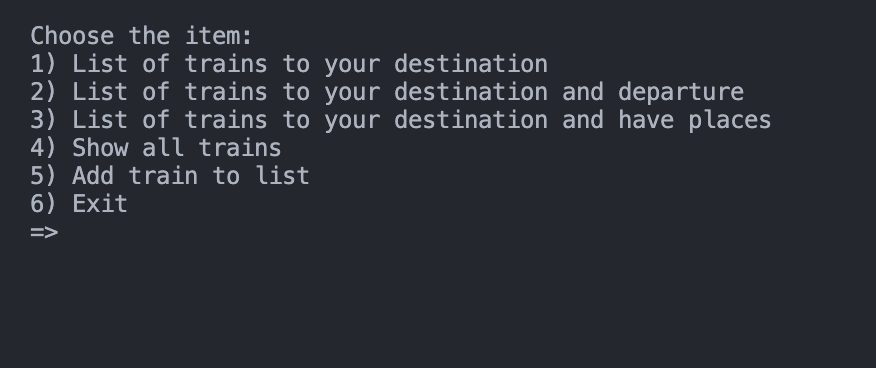 Choose the item:
1) List of trains to your destination
2) List of trains to your destination and departure
3) List of trains to your destination and have places
4) Show all trains
5) Add train to list
6) Exit
=>